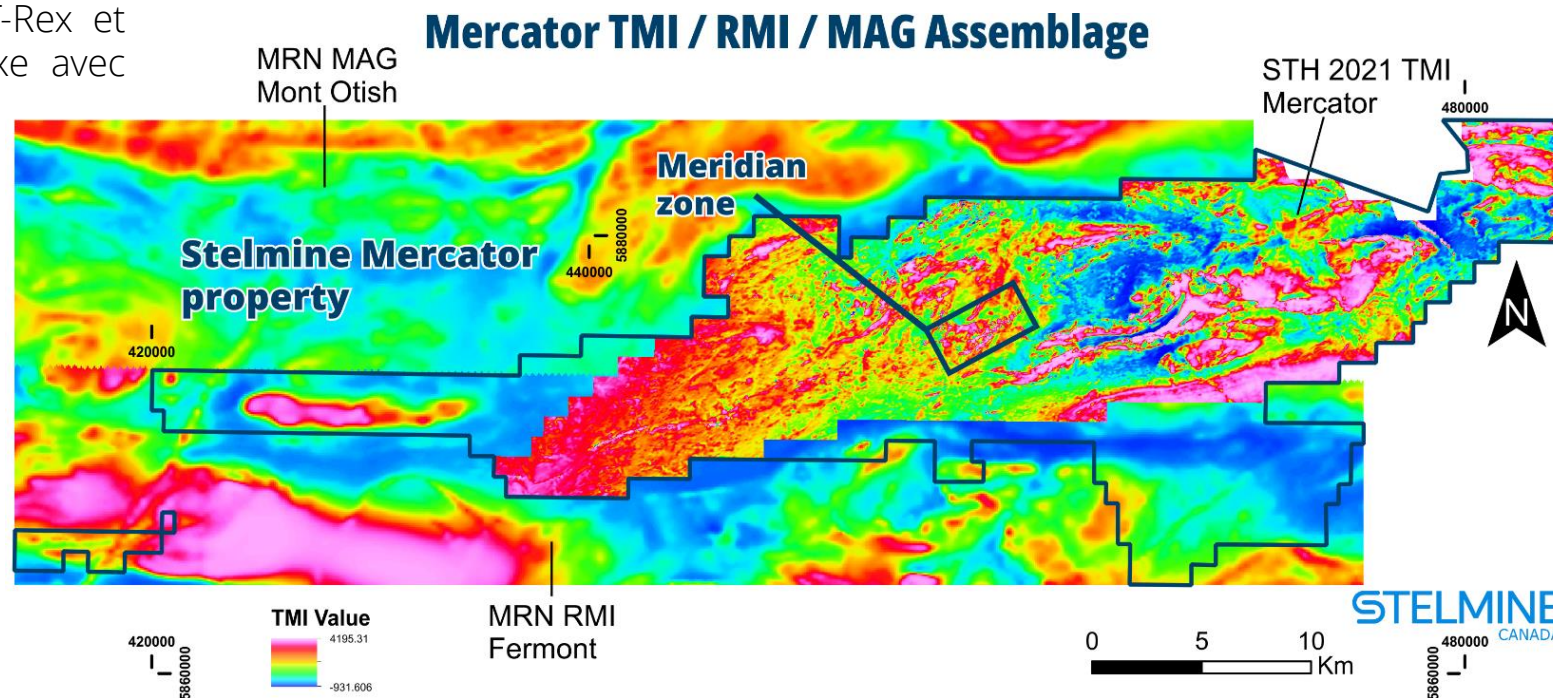 T-Rex et
xe avec
Mercator TMI / RMI / MAG Assemblage
MRN MAG
Mont Otish
STH 2021 TMI
Mercator
480000
Meridian
zone
Stelmine Mercator
property
440000
5880000
420000
N
TMI Value
4195.31
-931.606
MRN RMI
Fermont
0 5 10
Km
STELMINE
CANADA
420000
5860000
480000
5860000